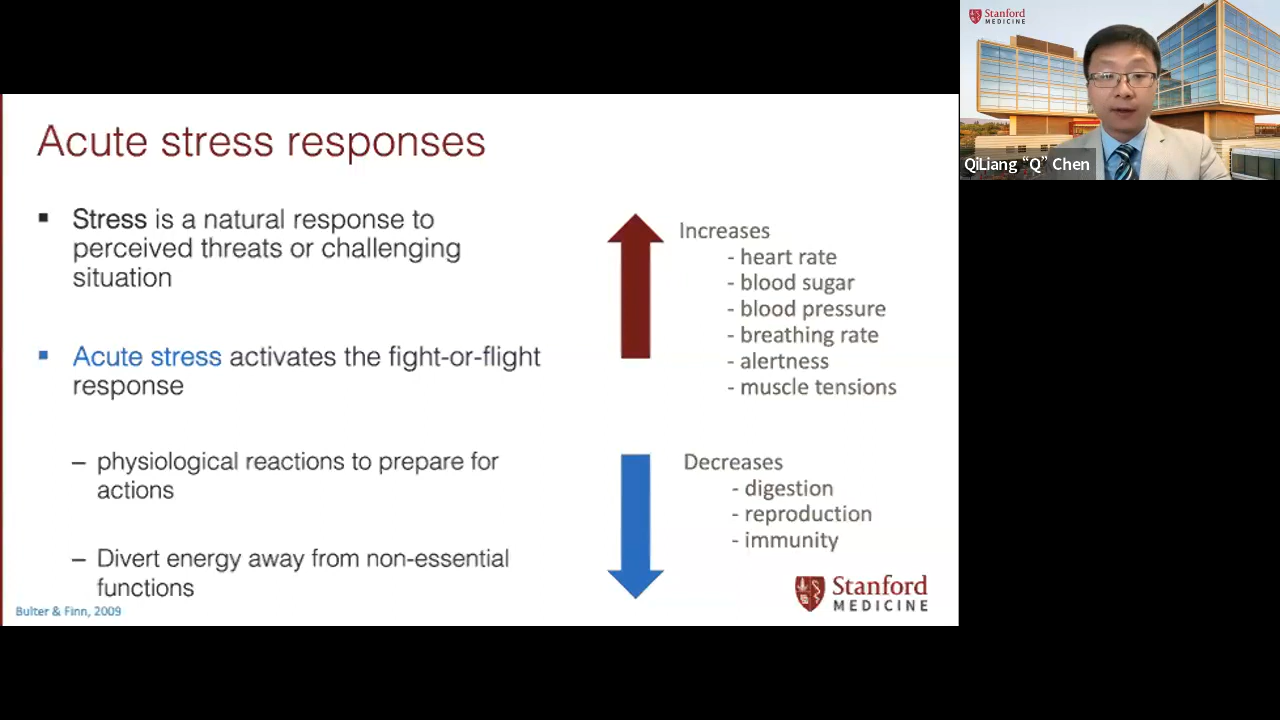 Acute stress responses
▪ Stress is a natural response to
perceived threats or challenging
situation
▪ Acute stress activates the fight-or-flight
response
– physiological reactions to prepare for
actions
– Divert energy away from non-essential
functions
Bulter & Finn, 2009
Increases
- heart rate
- blood sugar
- blood pressure
- breathing rate
- alertness
- muscle tensions
Decreases
- digestion
- reproduction
- immunity
Stanford
MEDICINE
Stanford
MEDICINE
QiLiang “Q” Chen